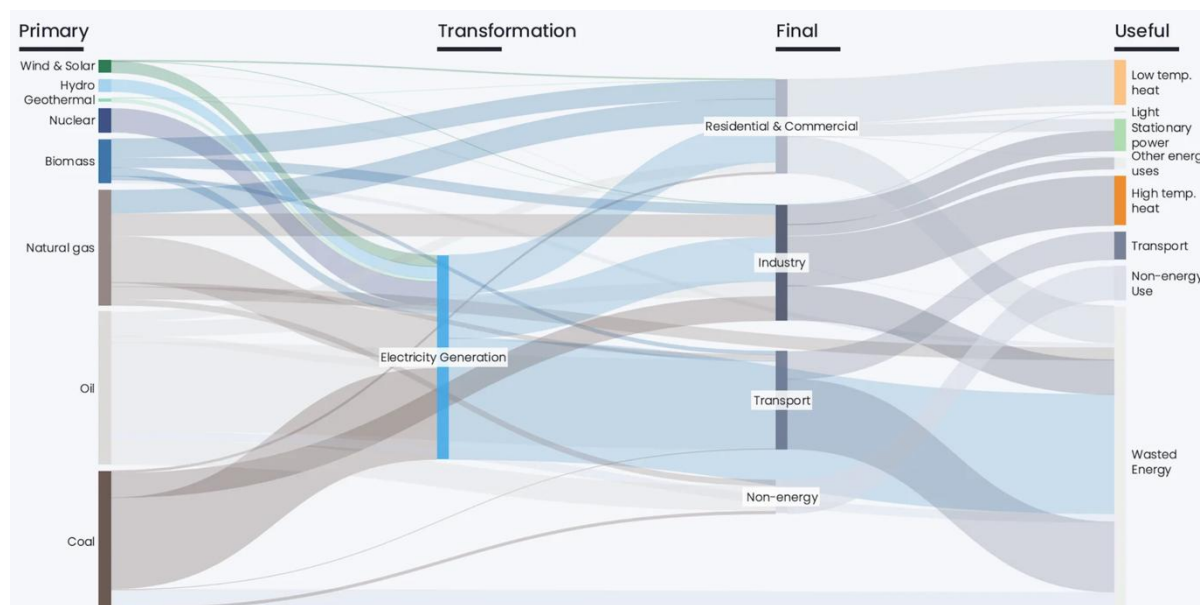 Primary
Transformation
Final
Useful
Wind & Solar
Hydro
Geothermal
Nuclear
Biomass
Natural gas
Oil
Coal
Electricity Generation
Residential & Commercial
Industry
Transport
Non-energy
Low temp.
heat
Light
Stationary
power
Other energ
uses
High temp.
heat
Transport
Non-energy
Use
Wasted
Energy